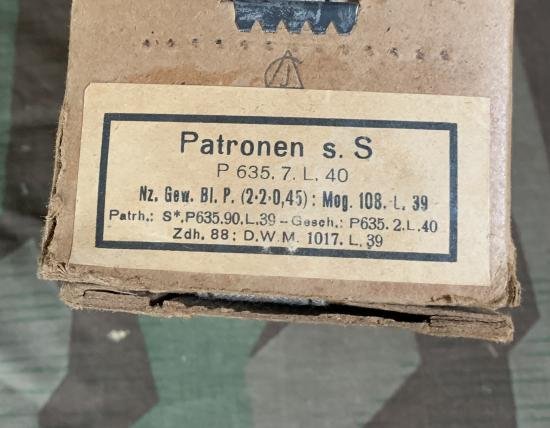 Patronen s. S
P 635. 7. L. 40
Nz. Gew. Bl. P. (2·2·0,45) : Mog. 108. L. 39
Patrh.: S*. P635. 90. L. 39 – Gesch.: P635. 2. L. 40
Zdh. 88 : D. W. M. 1017. L. 39